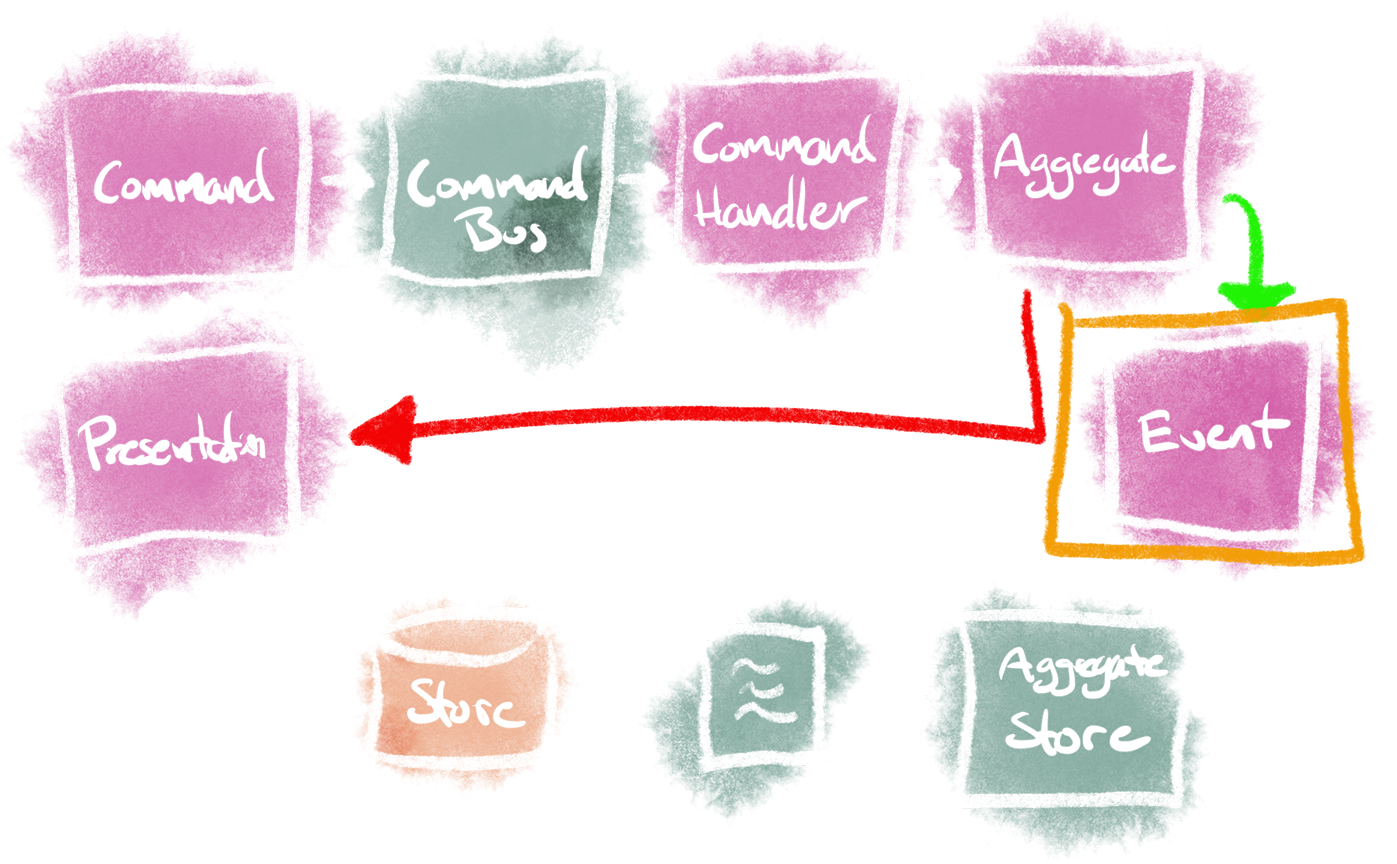 Command
Command
Bus
Command
Handler
Aggregate
Presentation
Event
Store
Aggregate
Store